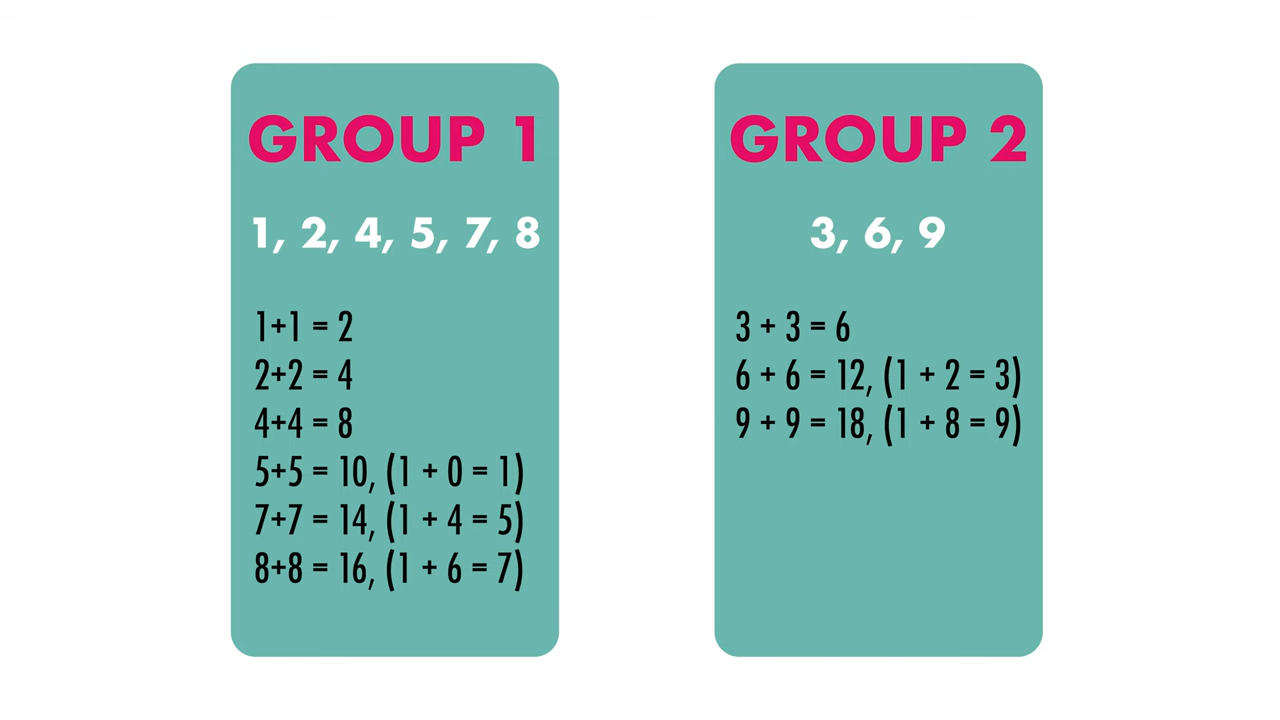 GROUP 1
1, 2, 4, 5, 7, 8
1+1 = 2
2+2 = 4
4+4 = 8
5+5 = 10, (1 + 0 = 1)
7+7 = 14, (1 + 4 = 5)
8+8 = 16, (1 + 6 = 7)
GROUP 2
3, 6, 9
3 + 3 = 6
6 + 6 = 12, (1 + 2 = 3)
9 + 9 = 18, (1 + 8 = 9)